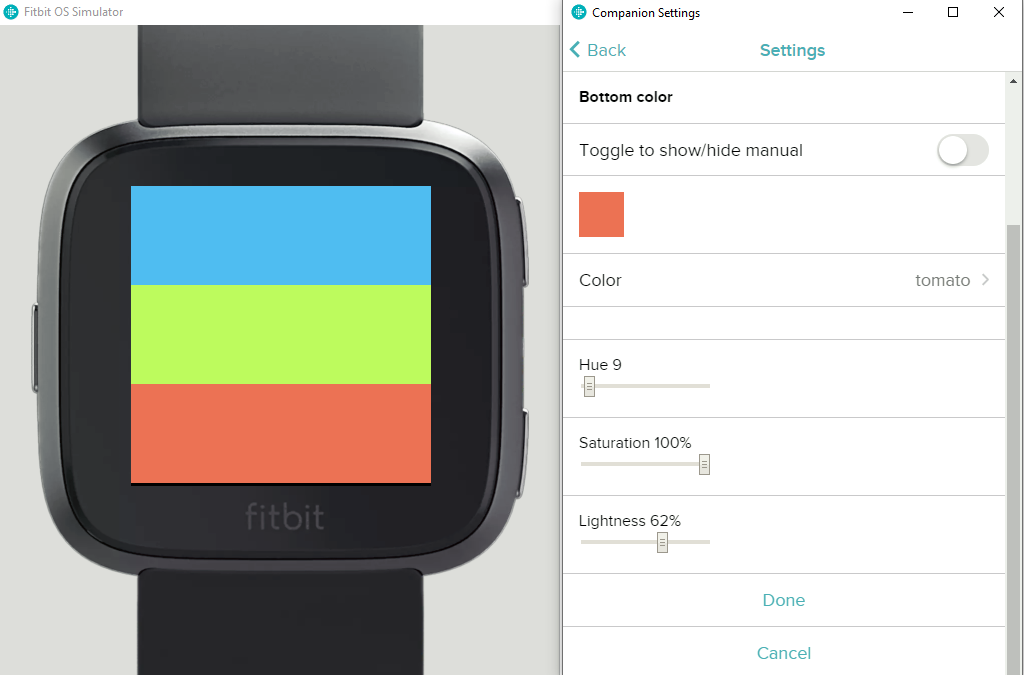 Fitbit OS Simulator
fitbit
Companion Settings
Back
Settings
Bottom color
Toggle to show/hide manual
Color
tomato
Hue 9
Saturation 100%
Lightness 62%
Done
Cancel